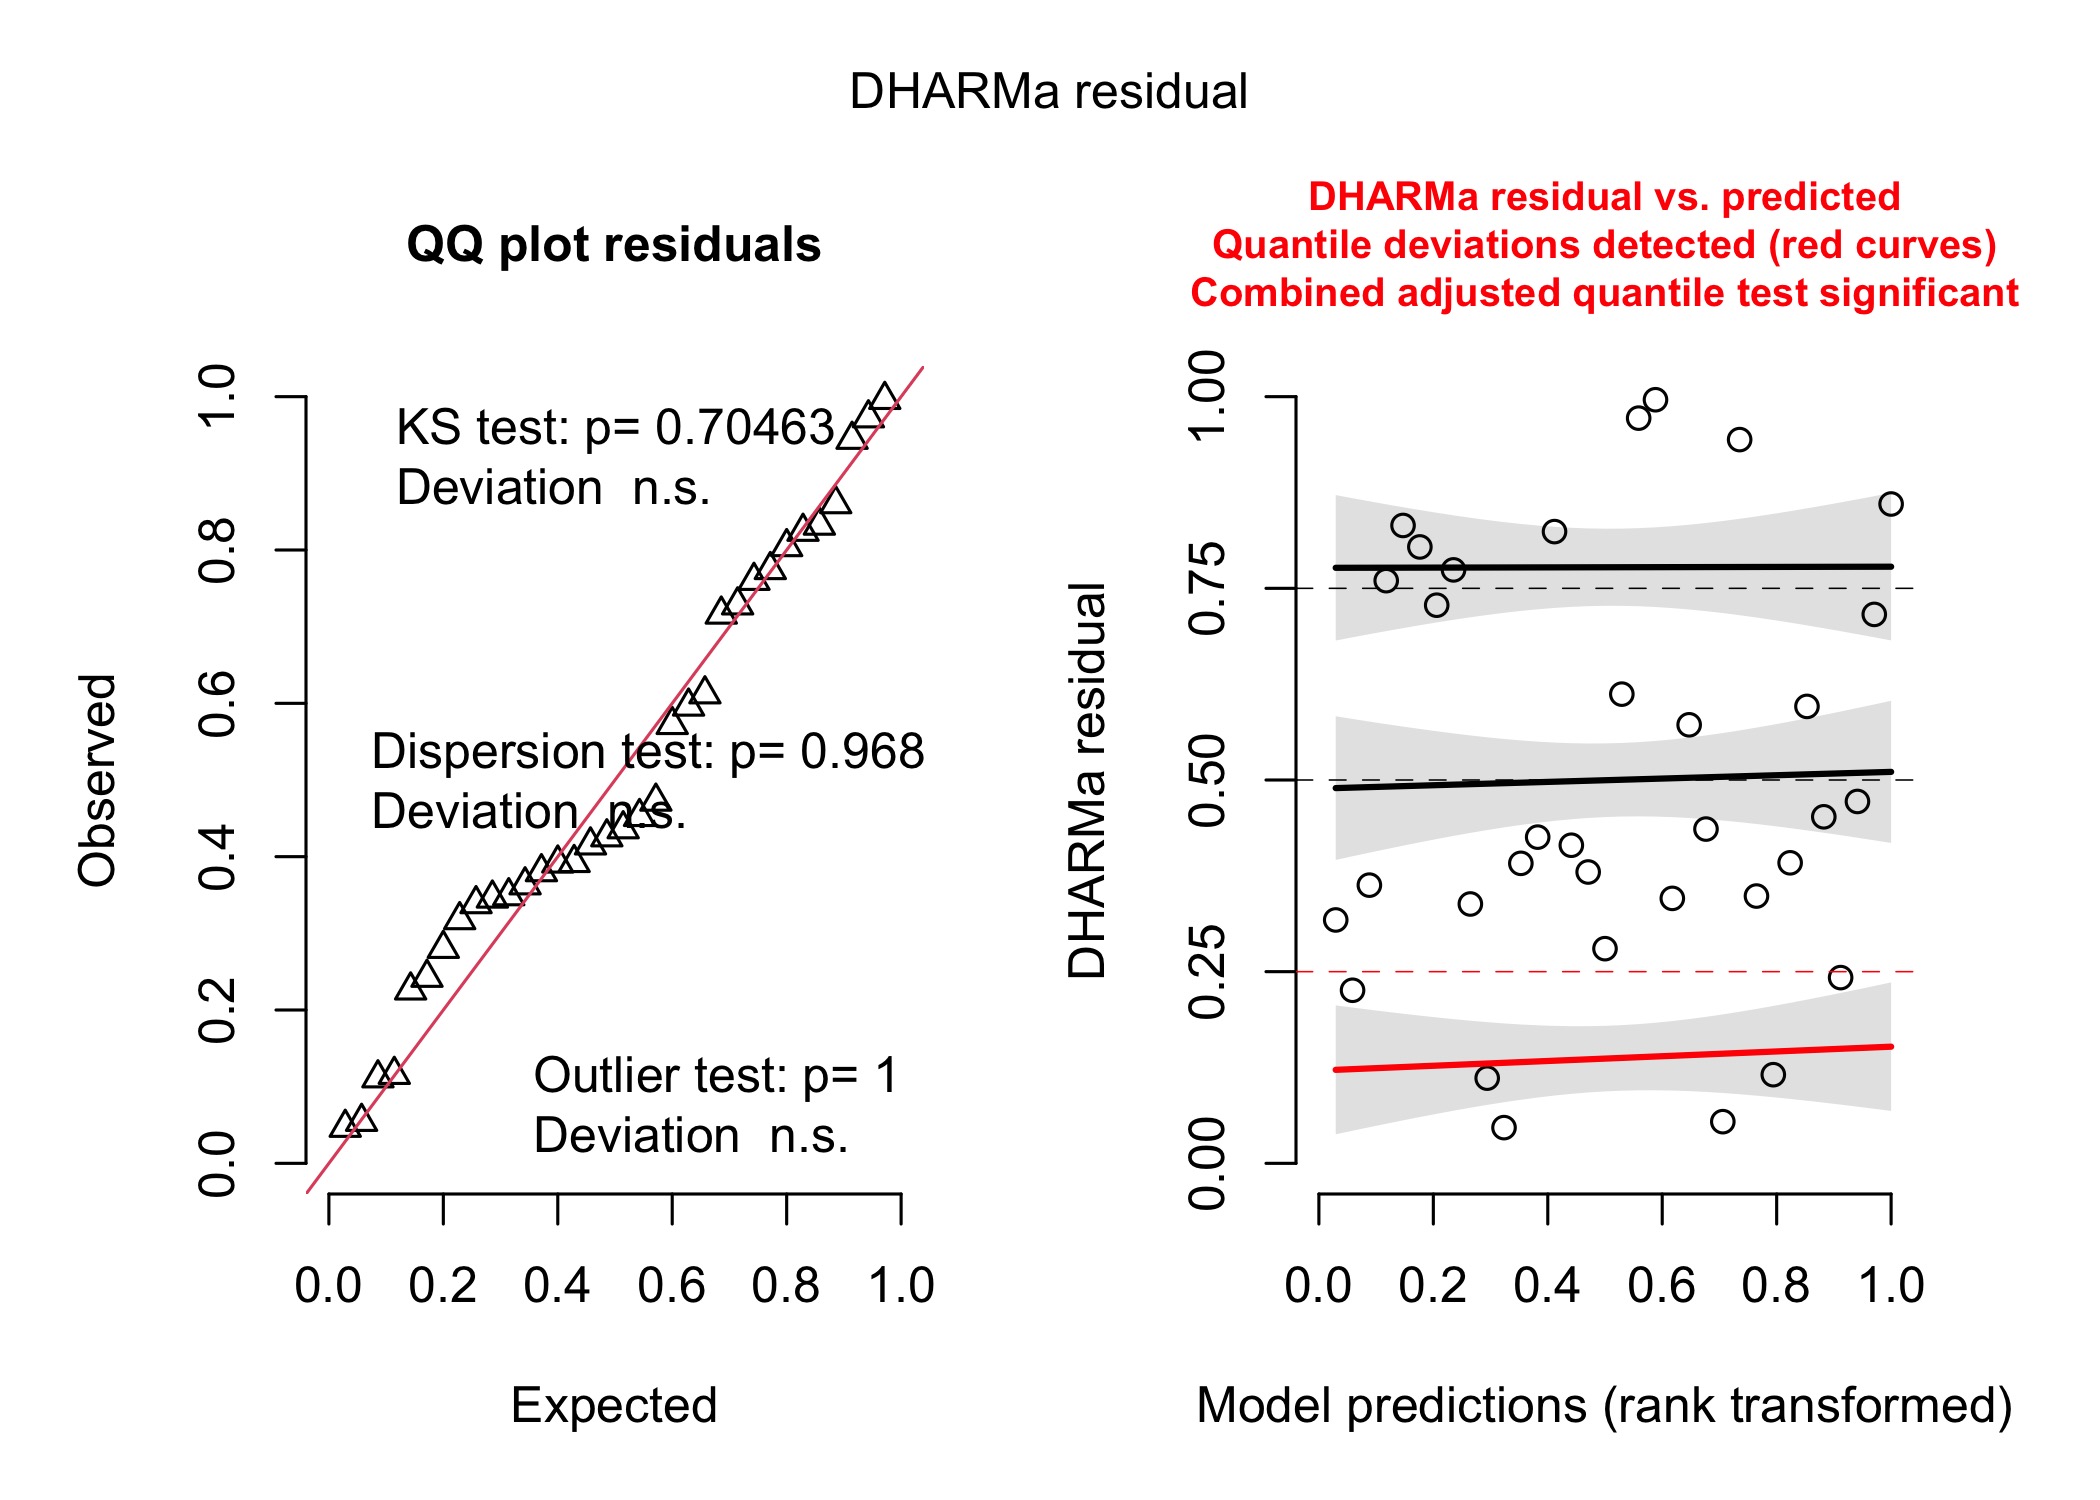 DHARMa residual
QQ plot residuals
KS test: p= 0.70463
Deviation  n.s.
Dispersion test: p= 0.968
Deviation  n.s.
Outlier test: p= 1
Deviation  n.s.
Observed
1.0
0.8
0.6
0.4
0.2
0.0
0.0 0.2 0.4 0.6 0.8 1.0
Expected
DHARMa residual vs. predicted
Quantile deviations detected (red curves)
Combined adjusted quantile test significant
DHARMa residual
1.00
0.75
0.50
0.25
0.00
0.0 0.2 0.4 0.6 0.8 1.0
Model predictions (rank transformed)